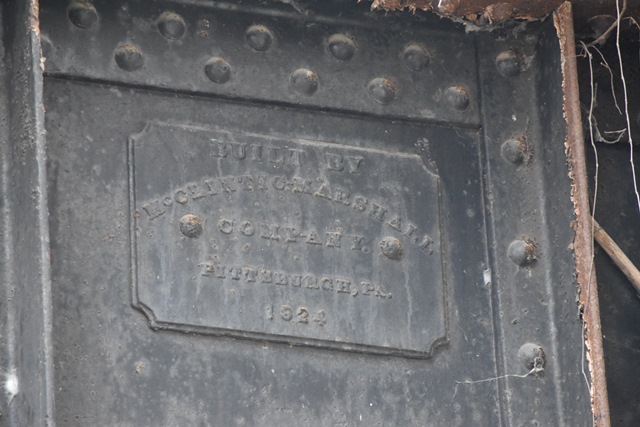 BUILT BY
McCLINTIC-MARSHALL
COMPANY.
PITTSBURGH, PA.
1924